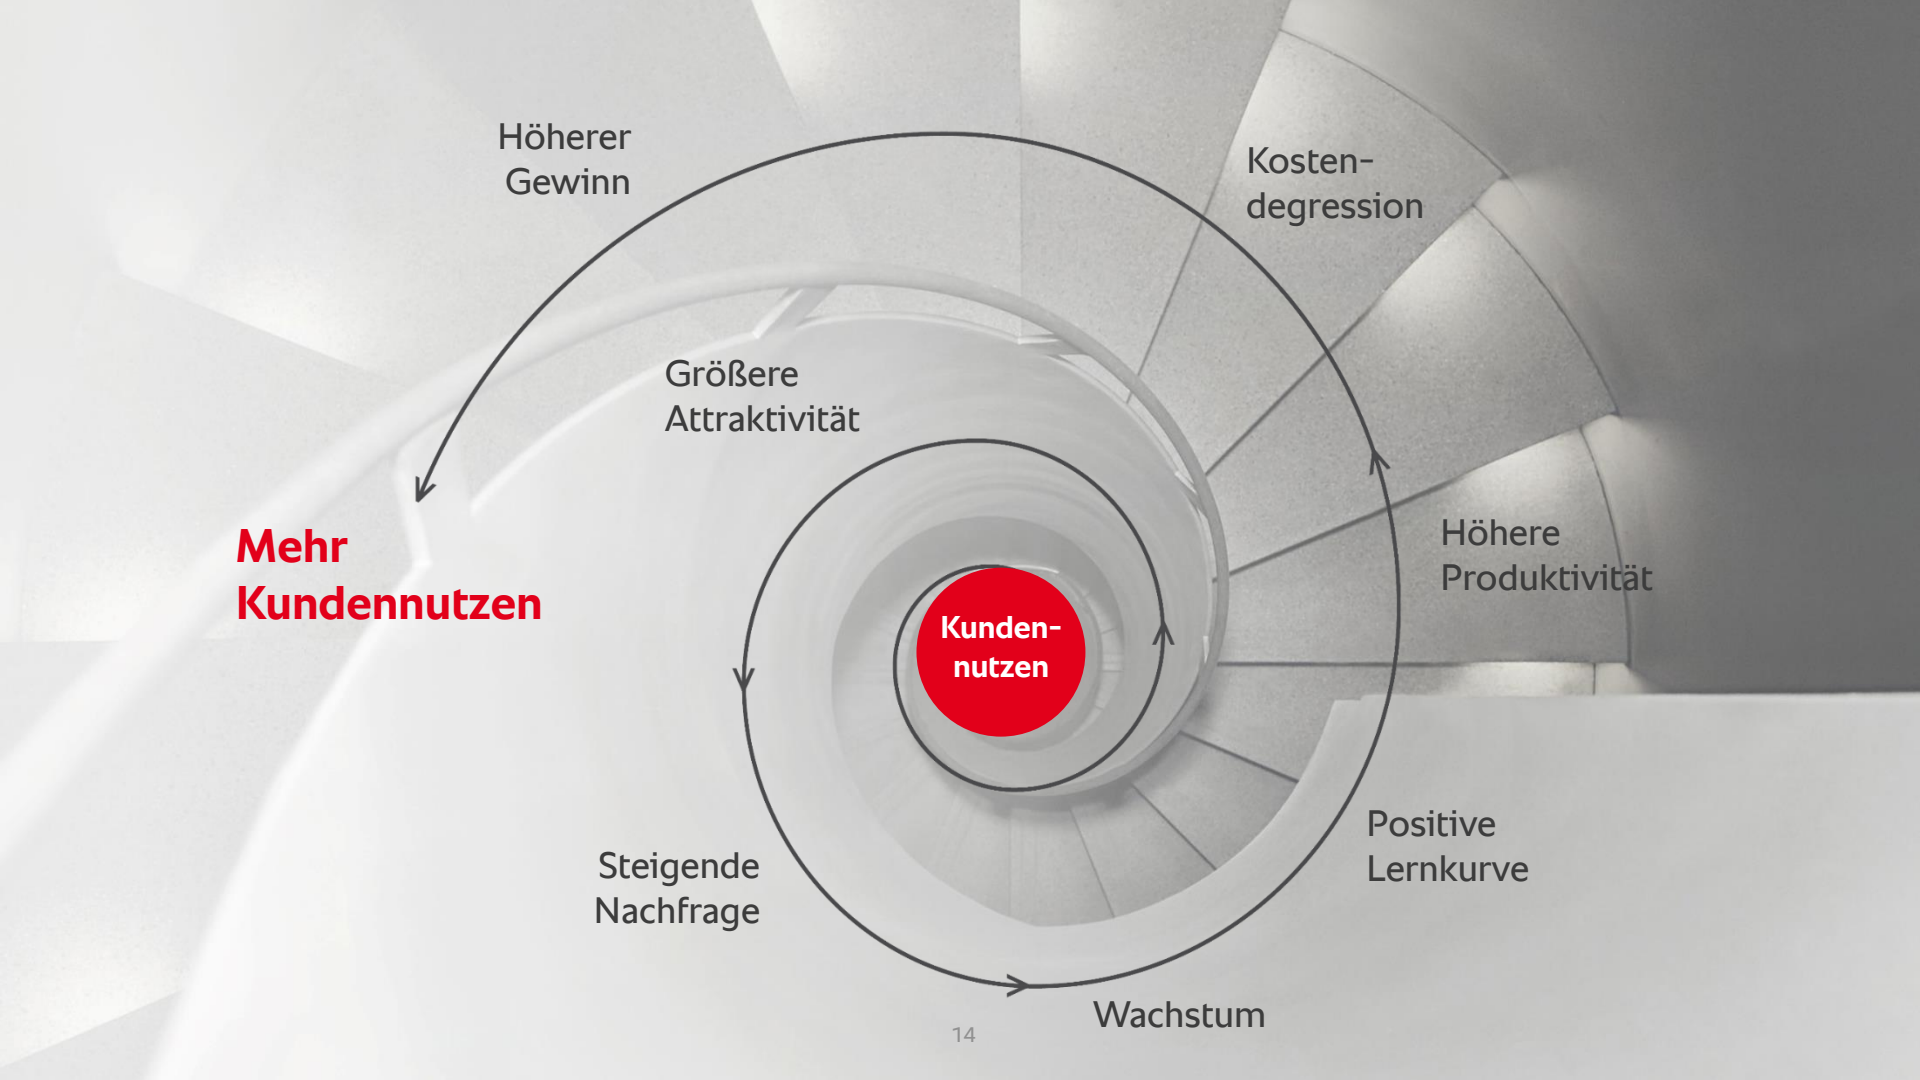 Höherer
Gewinn
Kosten-
degression
Größere
Attraktivität
Mehr
Kundennutzen
Höhere
Produktivität
Kunden-
nutzen
Steigende
Nachfrage
Positive
Lernkurve
Wachstum
14